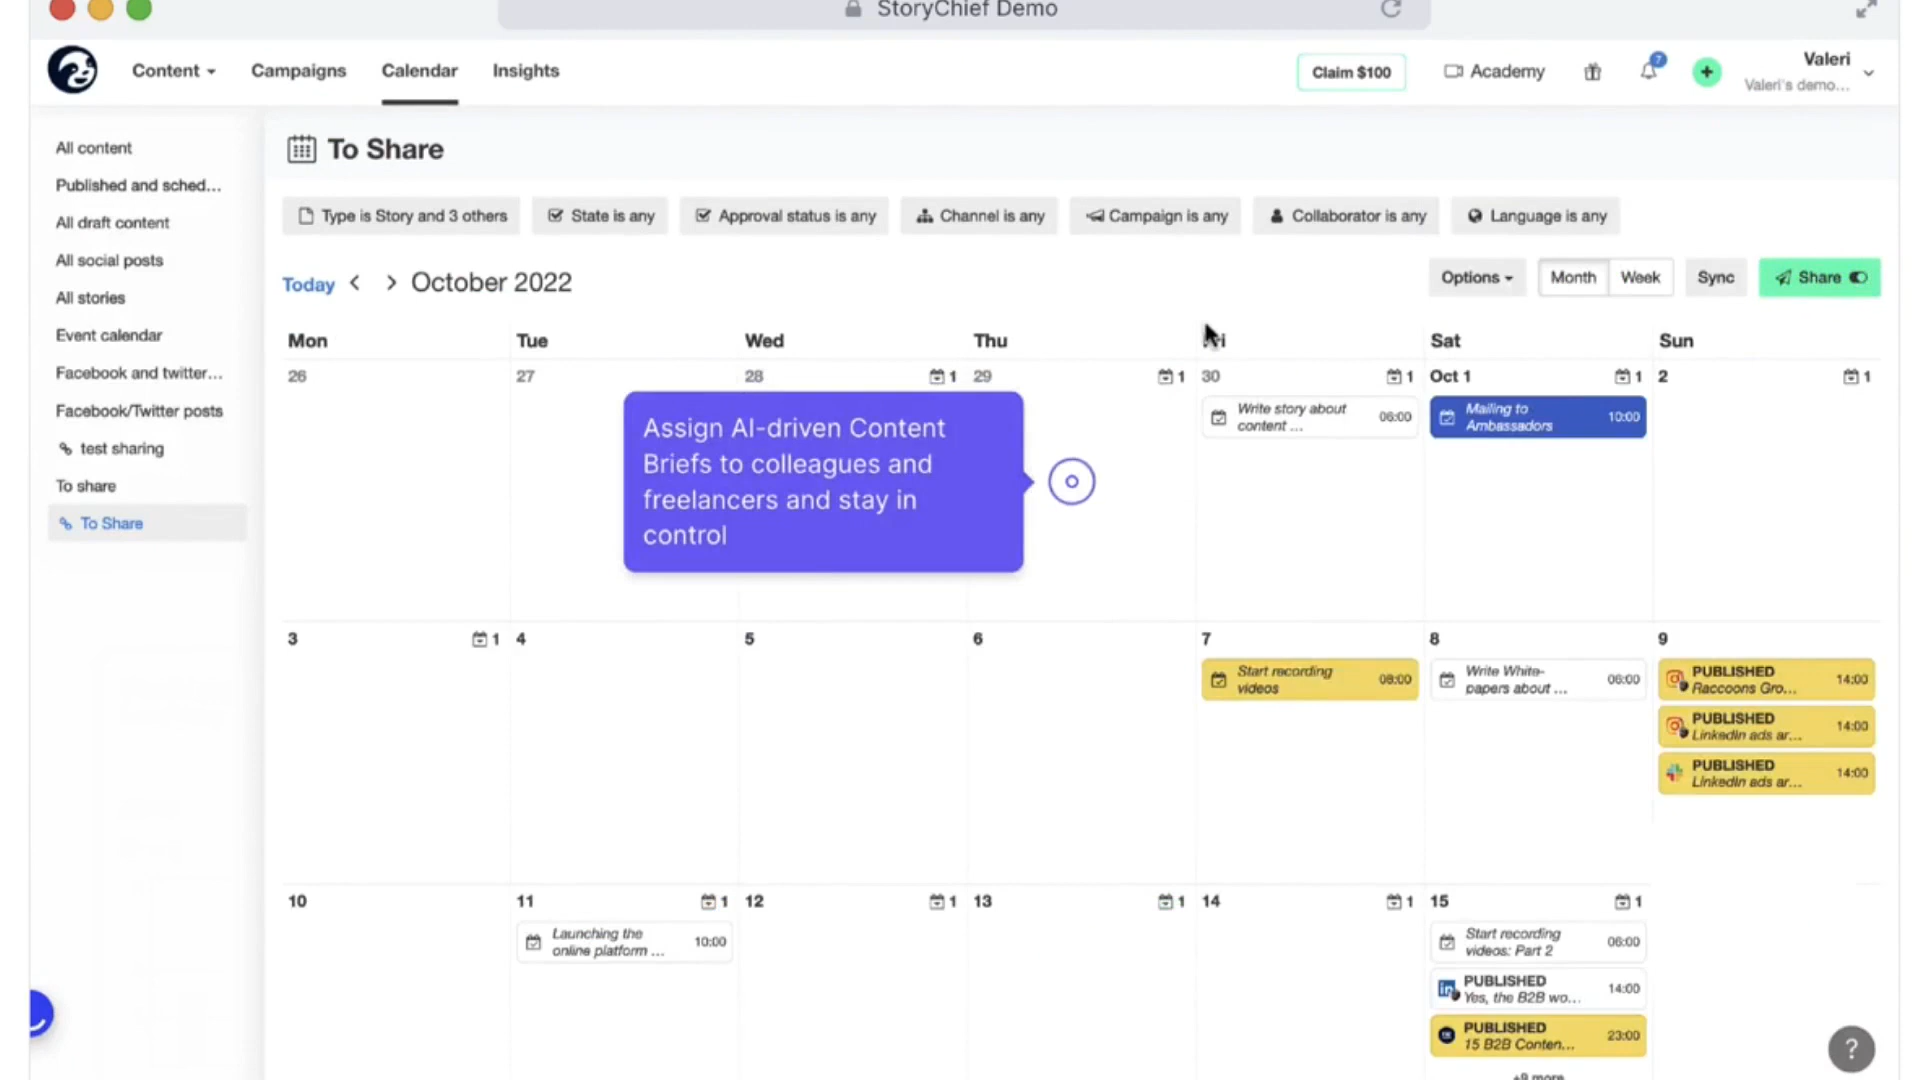 StoryChief Demo
Content
Campaigns
Calendar
Insights
Claim $100
Academy
7
Valeri
Valeri's demo...
All content
Published and sched...
All draft content
All social posts
All stories
Event calendar
Facebook and twitter...
Facebook/Twitter posts
test sharing
To share
To Share
To Share
Type is Story and 3 others
State is any
Approval status is any
Channel is any
Campaign is any
Collaborator is any
Language is any
Today
October 2022
Options
Month
Week
Sync
Share
Mon
Tue
Wed
Thu
Sat
Sun
26
27
28
1
29
1
30
1
Oct 1
1
2
1
Write story about
content ...
06:00
Mailing to
Ambassadors
10:00
Assign AI-driven Content
Briefs to colleagues and
freelancers and stay in
control
3
1
4
5
6
7
8
9
Start recording
videos
08:00
Write White-
papers about ...
06:00
PUBLISHED
Raccoons Gro...
14:00
PUBLISHED
LinkedIn ads ar...
14:00
PUBLISHED
LinkedIn ads ar...
14:00
10
11
1
12
1
13
1
14
1
15
1
Launching the
online platform ...
10:00
Start recording
videos: Part 2
06:00
in
PUBLISHED
Yes, the B2B wo...
14:00
PUBLISHED
15 B2B Conten...
23:00
+9 more
?